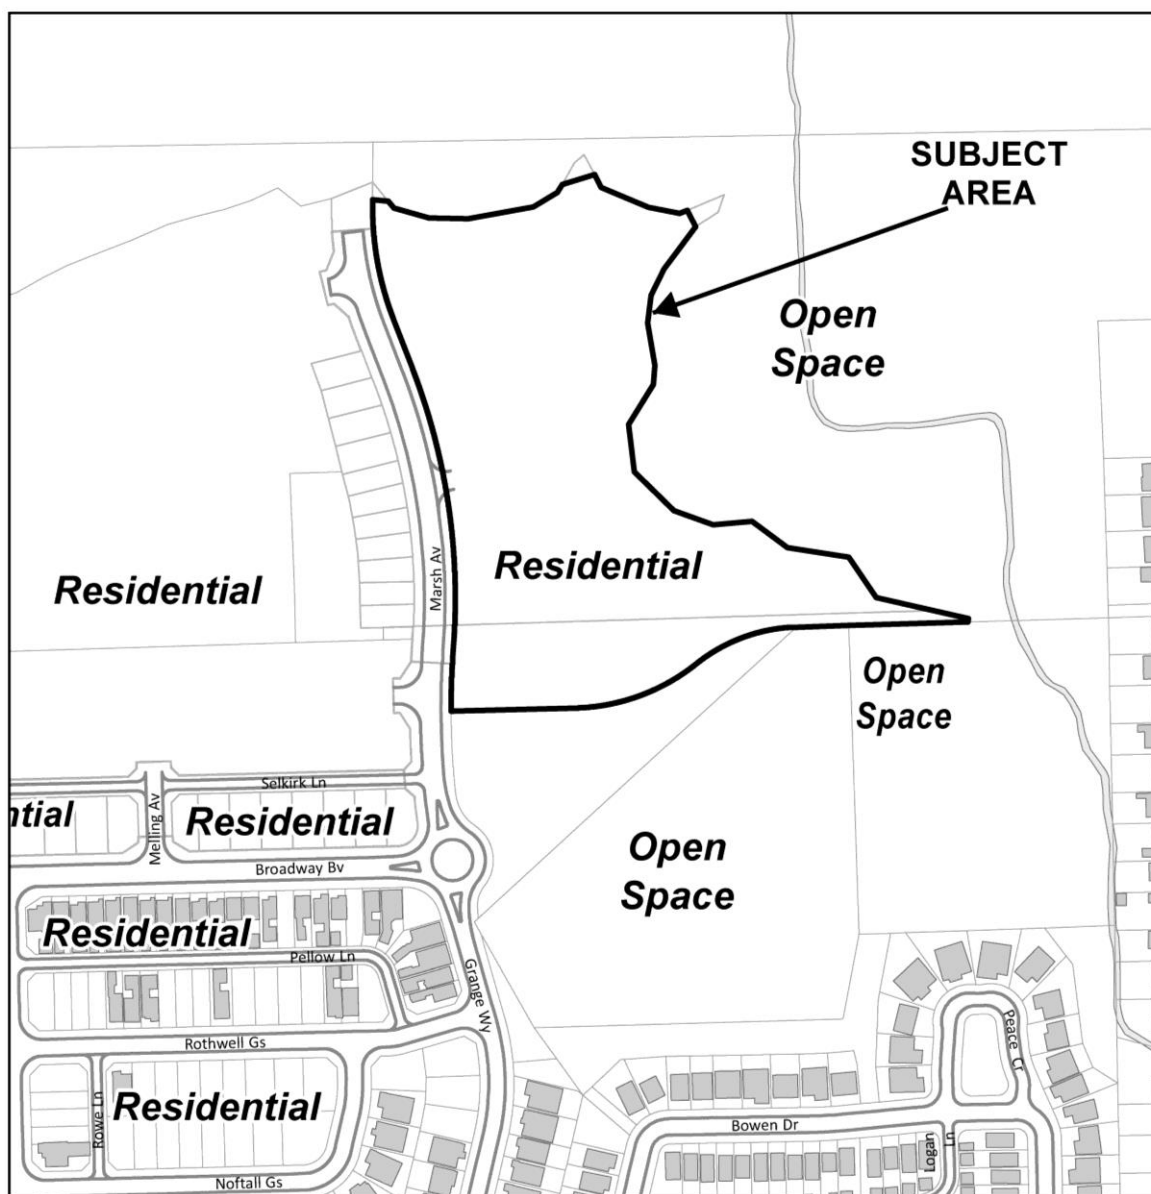 SUBJECT
AREA
Open
Space
Marsh Av
Residential
Residential
Open
Space
Selkirk Ln
Melling Av
ntial
Residential
Open
Space
Broadway Bv
Residential
Pellow Ln
Grange Wy
Peace Cr
Rothwell Gs
Rowe Ln
Residential
Bowen Dr
Logan
Ln
Noftall Gs